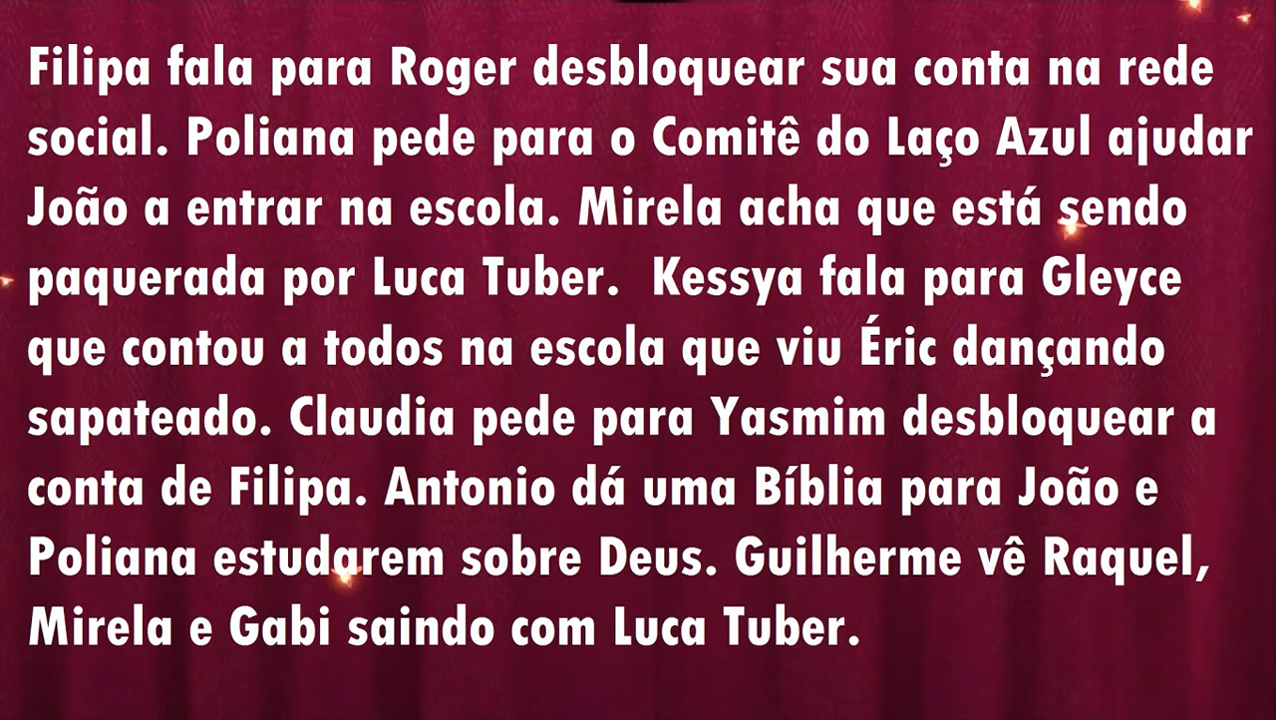 Filipa fala para Roger desbloquear sua conta na rede
social. Poliana pede para o Comitê do Laço Azul ajudar
João a entrar na escola. Mirela acha que está sendo
paquerada por Luca Tuber.  Kessya fala para Gleyce
que contou a todos na escola que viu Éric dançando
sapateado. Claudia pede para Yasmim desbloquear a
conta de Filipa. Antonio dá uma Bíblia para João e
Poliana estudarem sobre Deus. Guilherme vê Raquel,
Mirela e Gabi saindo com Luca Tuber.